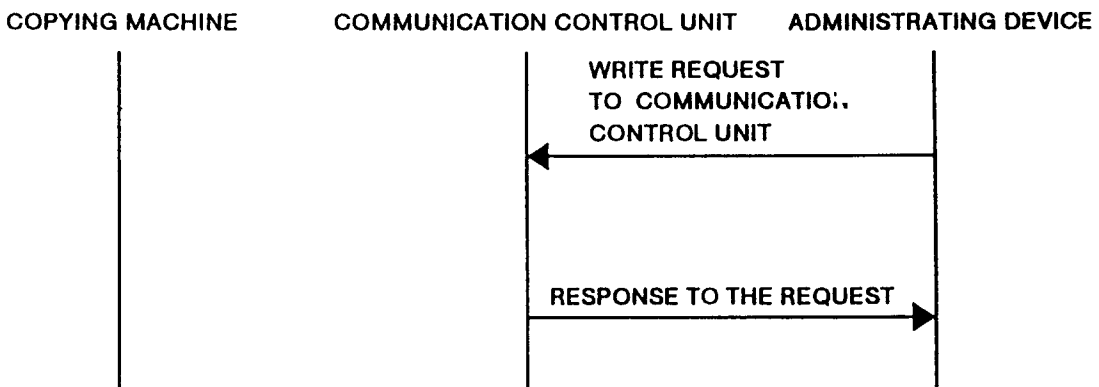 COPYING MACHINE COMMUNICATION CONTROL UNIT ADMINISTRATING DEVICE
WRITE REQUEST
TO COMMUNICATIO:.
CONTROL UNIT
RESPONSE TO THE REQUEST